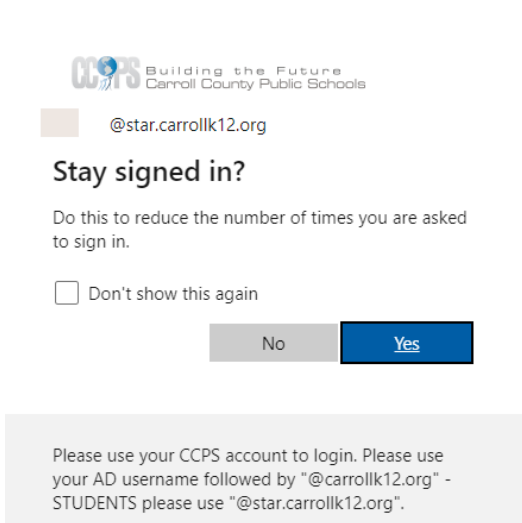 CCPS Building the Future
Carroll County Public Schools
@star.carrollk12.org
Stay signed in?
Do this to reduce the number of times you are asked
to sign in.
Don't show this again
No Yes
Please use your CCPS account to login. Please use
your AD username followed by "@carrollk12.org" -
STUDENTS please use "@star.carrollk12.org".